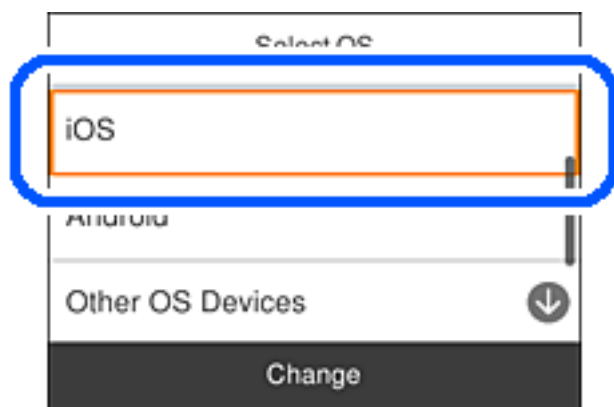 Select OS
iOS
Android
Other OS Devices
Change